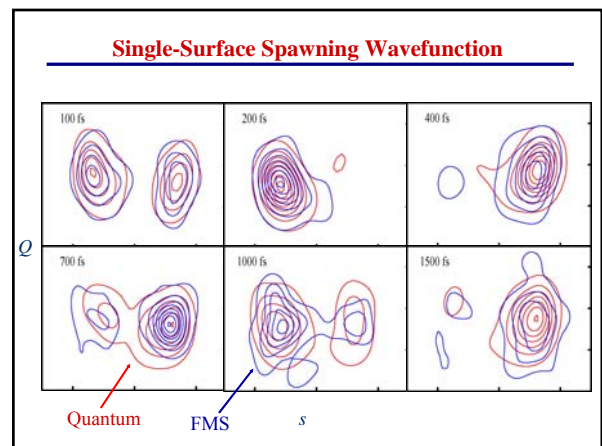 Single-Surface Spawning Wavefunction
100 fs
200 fs
400 fs
Q
700 fs
1000 fs
1500 fs
Quantum
FMS
s